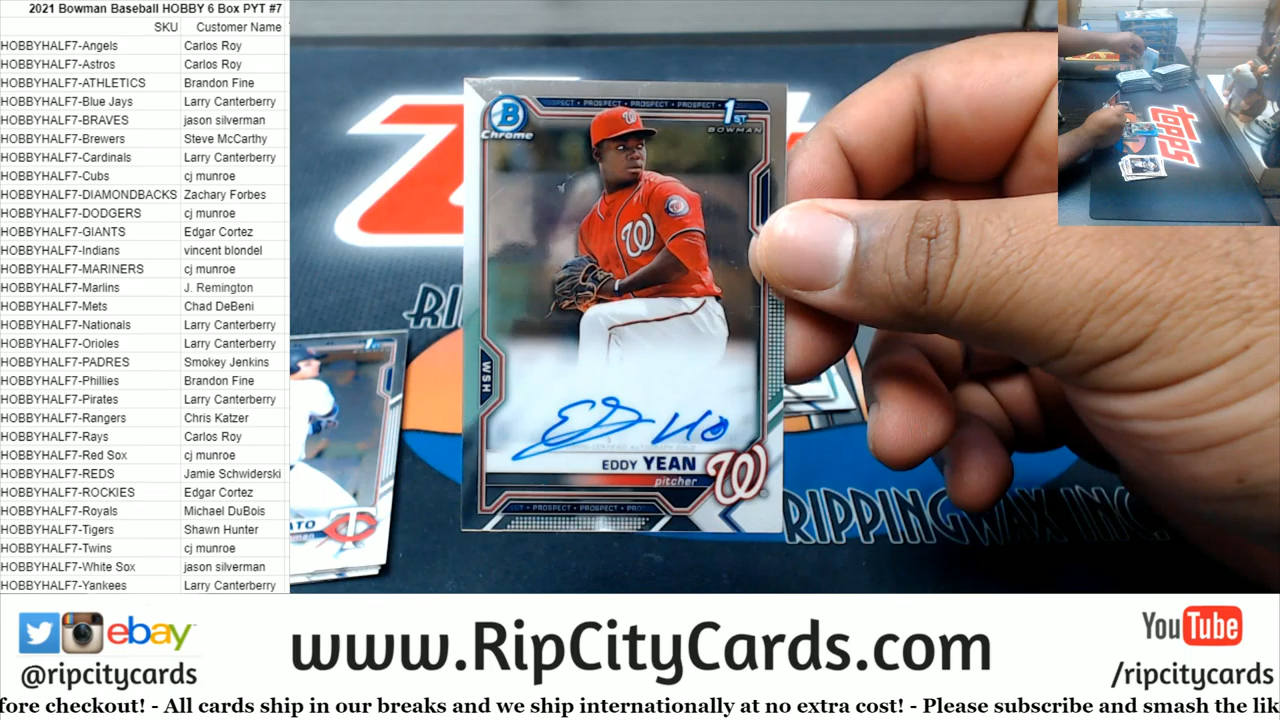 2021 Bowman Baseball HOBBY 6 Box PYT #7
SKU Customer Name
HOBBYHALF7-Angels Carlos Roy
HOBBYHALF7-Astros Carlos Roy
HOBBYHALF7-ATHLETICS Brandon Fine
HOBBYHALF7-Blue Jays Larry Canterberry
HOBBYHALF7-BRAVES jason silverman
HOBBYHALF7-Brewers Steve McCarthy
HOBBYHALF7-Cardinals Larry Canterberry
HOBBYHALF7-Cubs cj munroe
HOBBYHALF7-DIAMONDBACKS Zachary Forbes
HOBBYHALF7-DODGERS cj munroe
HOBBYHALF7-GIANTS Edgar Cortez
HOBBYHALF7-Indians vincent blondel
HOBBYHALF7-MARINERS cj munroe
HOBBYHALF7-Marlins J. Remington
HOBBYHALF7-Mets Chad DeBeni
HOBBYHALF7-Nationals Larry Canterberry
HOBBYHALF7-Orioles Larry Canterberry
HOBBYHALF7-PADRES Smokey Jenkins
HOBBYHALF7-Phillies Brandon Fine
HOBBYHALF7-Pirates Larry Canterberry
HOBBYHALF7-Rangers Chris Katzer
HOBBYHALF7-Rays Carlos Roy
HOBBYHALF7-Red Sox cj munroe
HOBBYHALF7-REDS Jamie Schwiderski
HOBBYHALF7-ROCKIES Edgar Cortez
HOBBYHALF7-Royals Michael DuBois
HOBBYHALF7-Tigers Shawn Hunter
HOBBYHALF7-Twins cj munroe
HOBBYHALF7-White Sox jason silverman
HOBBYHALF7-Yankees Larry Canterberry
PECT • PROSPECT • PROSPECT • PROSPECT •
B
Chrome
1ST
BOWMAN
W
W
WSH
EDDY YEAN
pitcher
W
PROSPECT • PROSPECT
RIPPINGWAX INC.
topps
ATO
ebay
@ripcitycards
www.RipCityCards.com
YouTube
/ripcitycards
fore checkout! - All cards ship in our breaks and we ship internationally at no extra cost! - Please subscribe and smash the lik